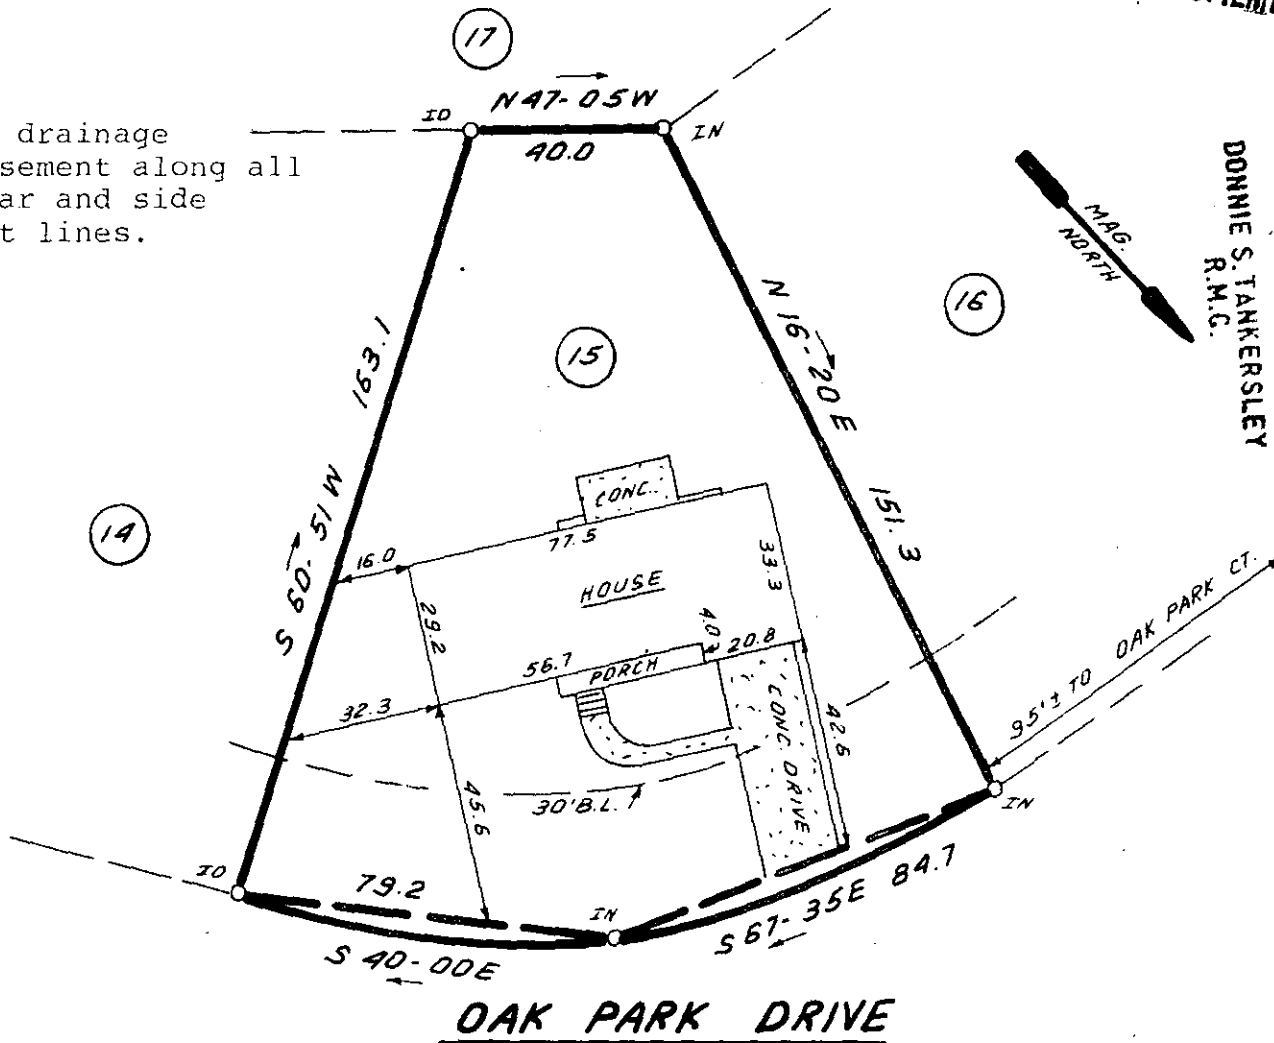 17
N 47-05W
IO
IN
40.0
drainage
sement along all
ar and side
t lines.
MAG.
NORTH
DONNIE S. TANKERSLEY
R.M.C.
16
N 16-20 E
151.3
163.1
S 60-51 W
15
14
CONC.
77.5
16.0
33.3
HOUSE
29.2
4.0
20.8
56.7
PORCH
32.3
42.6
CONC. DRIVE
95'± TO OAK PARK CT.
45.6
30' B.L.
IN
IO
79.2
IN
84.7
S 67-35E
S 40-00E
OAK PARK DRIVE